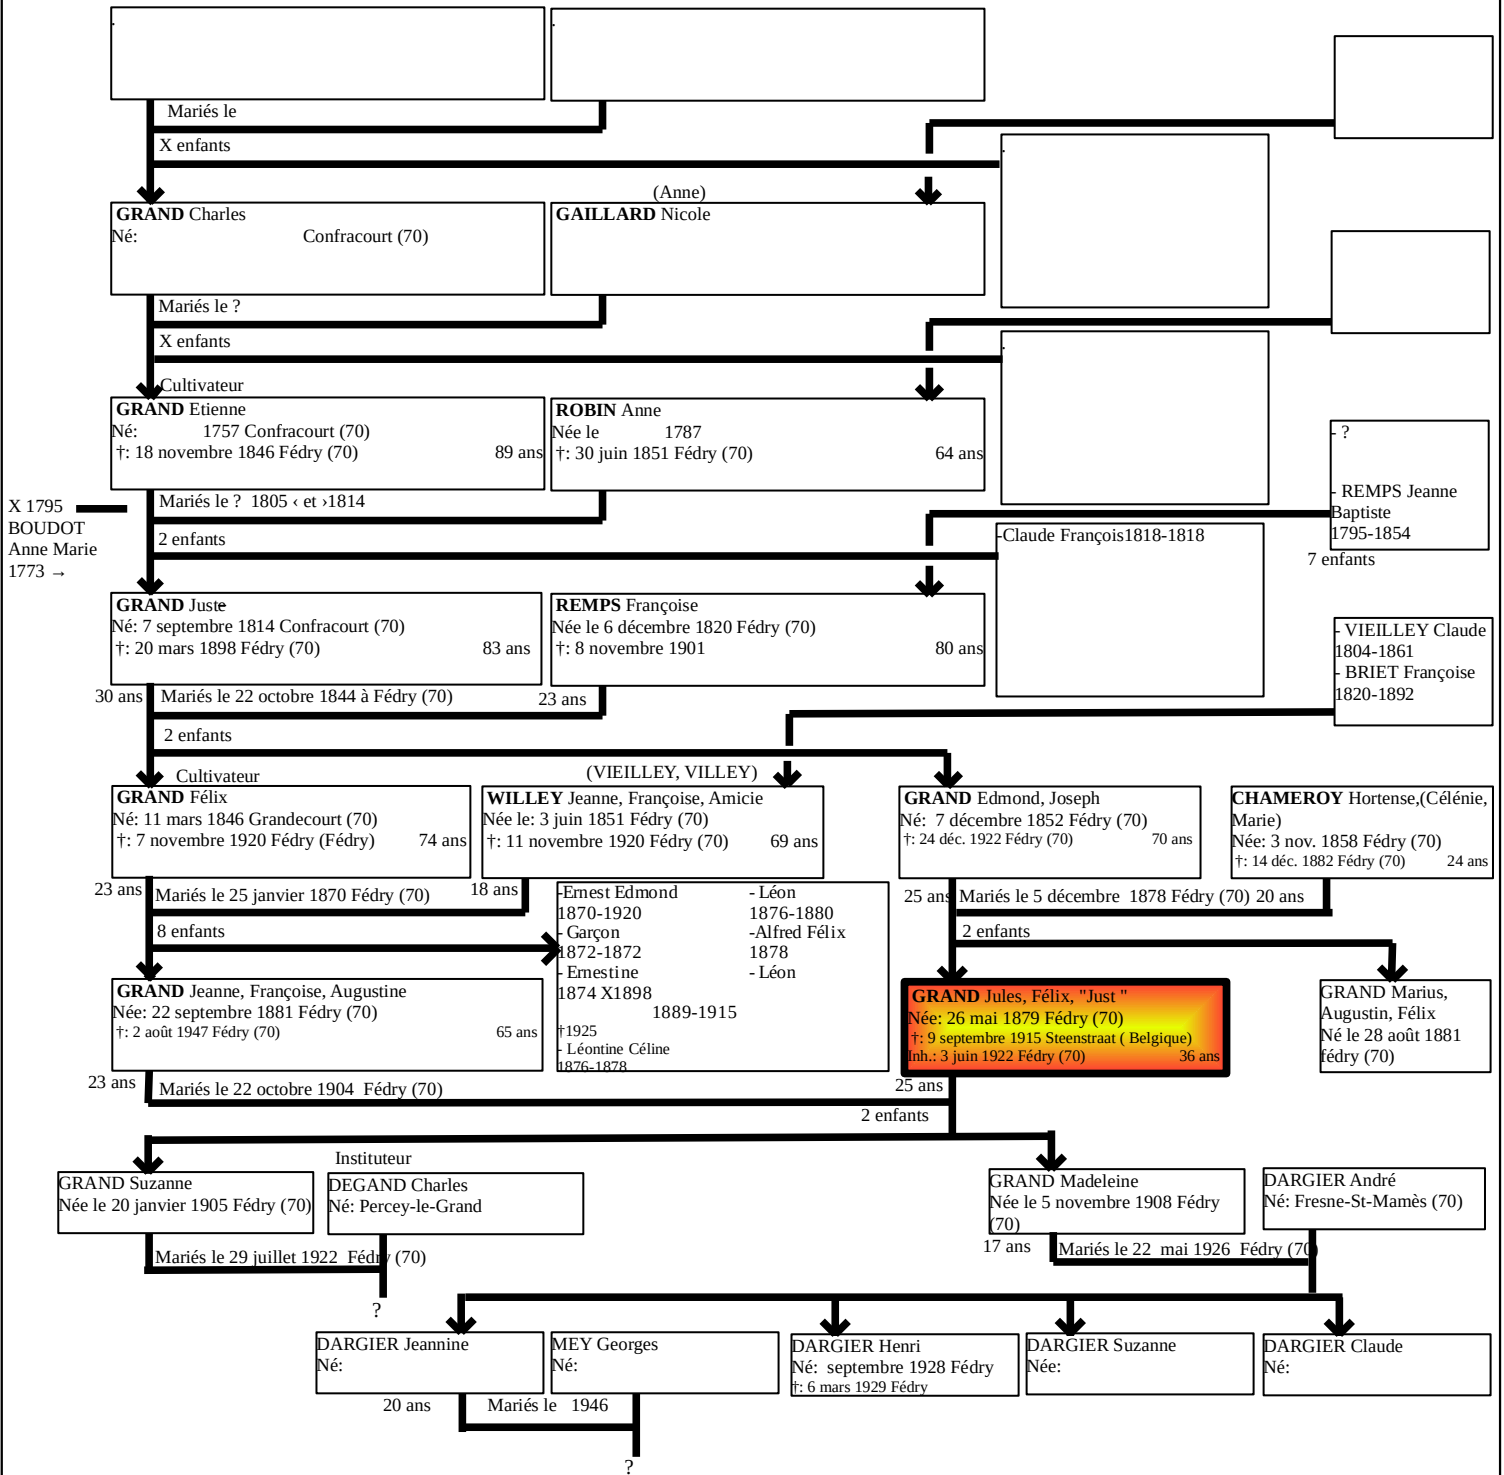 Mariés le
X enfants
(Anne)
GRAND Charles
Né: Confracourt (70)
GAILLARD Nicole
Mariés le ?
X enfants
Cultivateur
GRAND Etienne
Né: 1757 Confracourt (70)
†: 18 novembre 1846 Fédry (70) 89 ans
ROBIN Anne
Née le 1787
†: 30 juin 1851 Fédry (70) 64 ans
- ?
- REMPS Jeanne
Baptiste
1795-1854
7 enfants
X 1795
BOUDOT
Anne Marie
1773 →
Mariés le ? 1805 ‹ et ›1814
2 enfants
-Claude François1818-1818
GRAND Juste
Né: 7 septembre 1814 Confracourt (70)
†: 20 mars 1898 Fédry (70) 83 ans
REMPS Françoise
Née le 6 décembre 1820 Fédry (70)
†: 8 novembre 1901 80 ans
- VIEILLEY Claude
1804-1861
- BRIET Françoise
1820-1892
30 ans Mariés le 22 octobre 1844 à Fédry (70) 23 ans
2 enfants
Cultivateur
(VIEILLEY, VILLEY)
GRAND Félix
Né: 11 mars 1846 Grandecourt (70)
†: 7 novembre 1920 Fédry (Fédry) 74 ans
WILLEY Jeanne, Françoise, Amicie
Née le: 3 juin 1851 Fédry (70)
†: 11 novembre 1920 Fédry (70) 69 ans
GRAND Edmond, Joseph
Né: 7 décembre 1852 Fédry (70)
†: 24 déc. 1922 Fédry (70) 70 ans
CHAMEROY Hortense,(Célénie,
Marie)
Née: 3 nov. 1858 Fédry (70)
†: 14 déc. 1882 Fédry (70) 24 ans
23 ans Mariés le 25 janvier 1870 Fédry (70) 18 ans
8 enfants
-Ernest Edmond - Léon
1870-1920 1876-1880
- Garçon -Alfred Félix
1872-1872 1878
- Ernestine - Léon
1874 X1898
1889-1915
†1925
- Léontine Céline
1876-1878
25 ans Mariés le 5 décembre 1878 Fédry (70) 20 ans
2 enfants
GRAND Jeanne, Françoise, Augustine
Née: 22 septembre 1881 Fédry (70)
†: 2 août 1947 Fédry (70) 65 ans
GRAND Jules, Félix, "Just "
Née: 26 mai 1879 Fédry (70)
†: 9 septembre 1915 Steenstraat ( Belgique)
Inh.: 3 juin 1922 Fédry (70) 36 ans
GRAND Marius,
Augustin, Félix
Né le 28 août 1881
fédry (70)
23 ans Mariés le 22 octobre 1904 Fédry (70) 25 ans
2 enfants
Instituteur
GRAND Suzanne
Née le 20 janvier 1905 Fédry (70)
DEGAND Charles
Né: Percey-le-Grand
GRAND Madeleine
Née le 5 novembre 1908 Fédry
(70)
DARGIER André
Né: Fresne-St-Mamès (70)
Mariés le 29 juillet 1922 Fédry (70)
?
17 ans Mariés le 22 mai 1926 Fédry (70)
DARGIER Jeannine
Né:
MEY Georges
Né:
DARGIER Henri
Né: septembre 1928 Fédry
†: 6 mars 1929 Fédry
DARGIER Suzanne
Née:
DARGIER Claude
Né:
20 ans Mariés le 1946
?